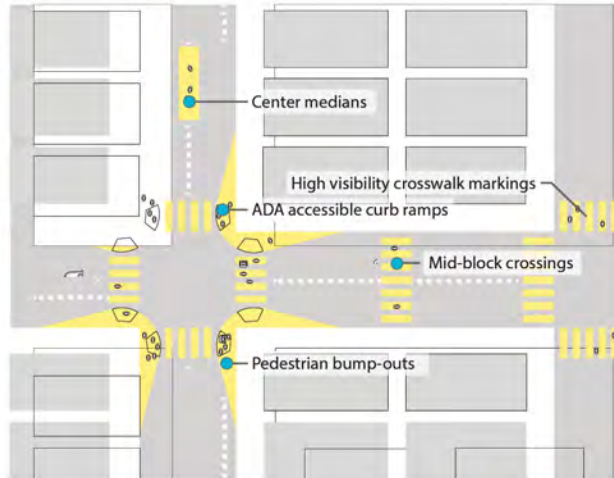 Center medians
High visibility crosswalk markings
ADA accessible curb ramps
Mid-block crossings
Pedestrian bump-outs